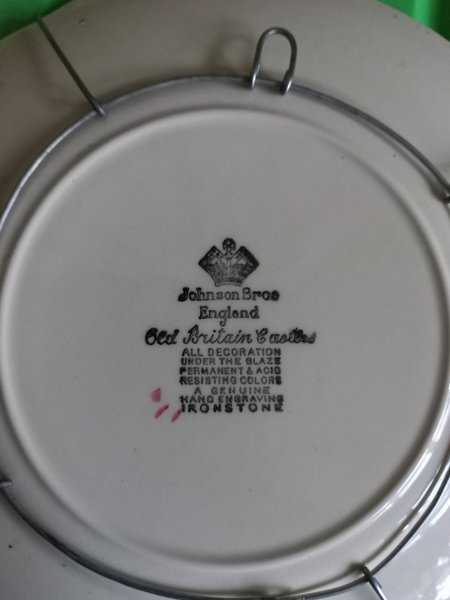 Johnson Bros
England
Old Britain Castles
ALL DECORATION
UNDER THE GLAZE
PERMANENT & ACID
RESISTING COLORS
A GENUINE
HAND ENGRAVING
IRONSTONE